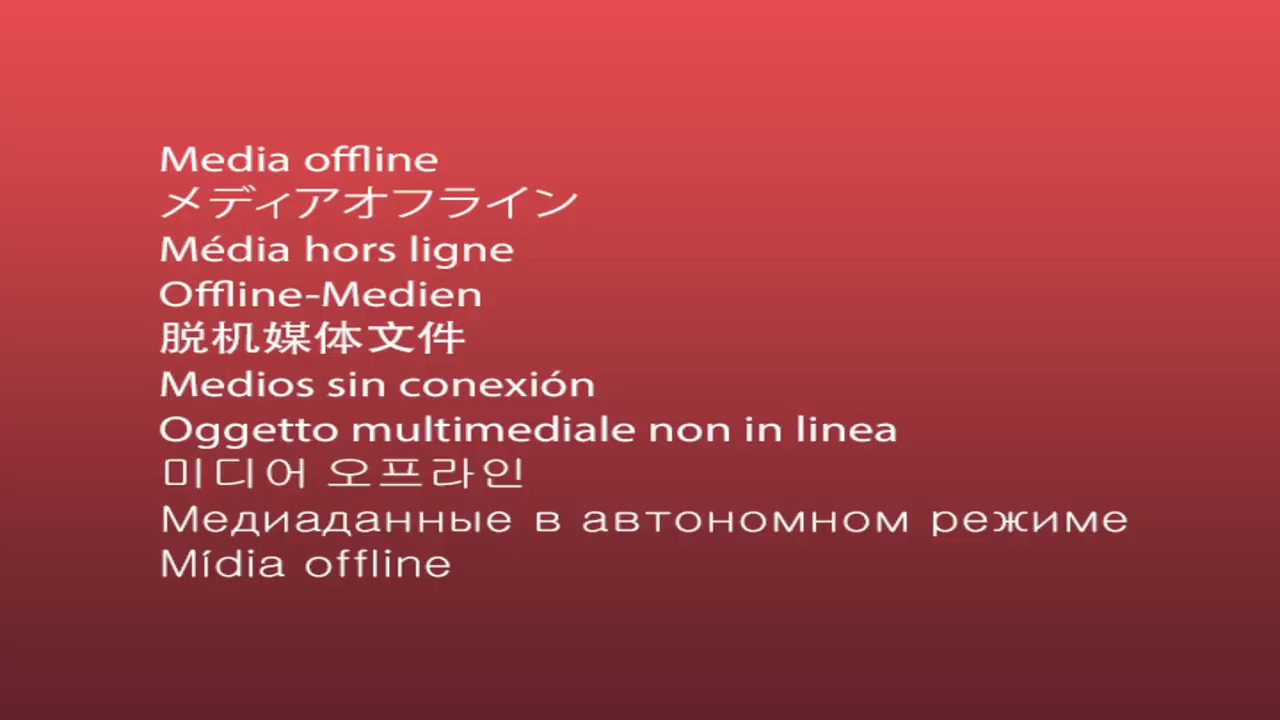 Media offline
メディアオフライン
Média hors ligne
Offline-Medien
脱机媒体文件
Medios sin conexión
Oggetto multimediale non in linea
미디어 오프라인
Медиаданные в автономном режиме
Mídia offline